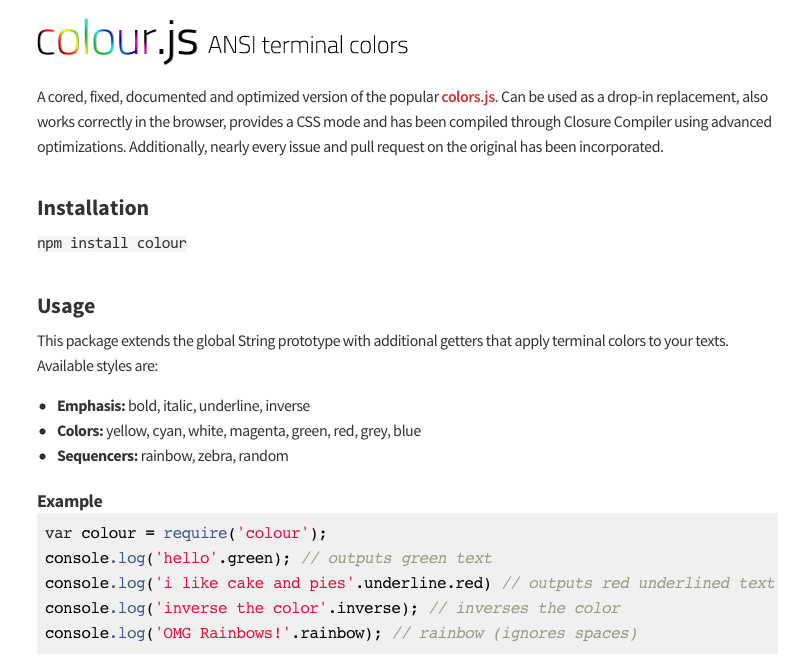 colour.js ANSI terminal colors
A cored, fixed, documented and optimized version of the popular colors.js. Can be used as a drop-in replacement, also
works correctly in the browser, provides a CSS mode and has been compiled through Closure Compiler using advanced
optimizations. Additionally, nearly every issue and pull request on the original has been incorporated.
Installation
npm install colour
Usage
This package extends the global String prototype with additional getters that apply terminal colors to your texts.
Available styles are:
• Emphasis: bold, italic, underline, inverse
• Colors: yellow, cyan, white, magenta, green, red, grey, blue
• Sequencers: rainbow, zebra, random
Example
var colour = require('colour');
console.log('hello'.green); // outputs green text
console.log('i like cake and pies'.underline.red) // outputs red underlined text
console.log('inverse the color'.inverse); // inverses the color
console.log('OMG Rainbows!'.rainbow); // rainbow (ignores spaces)